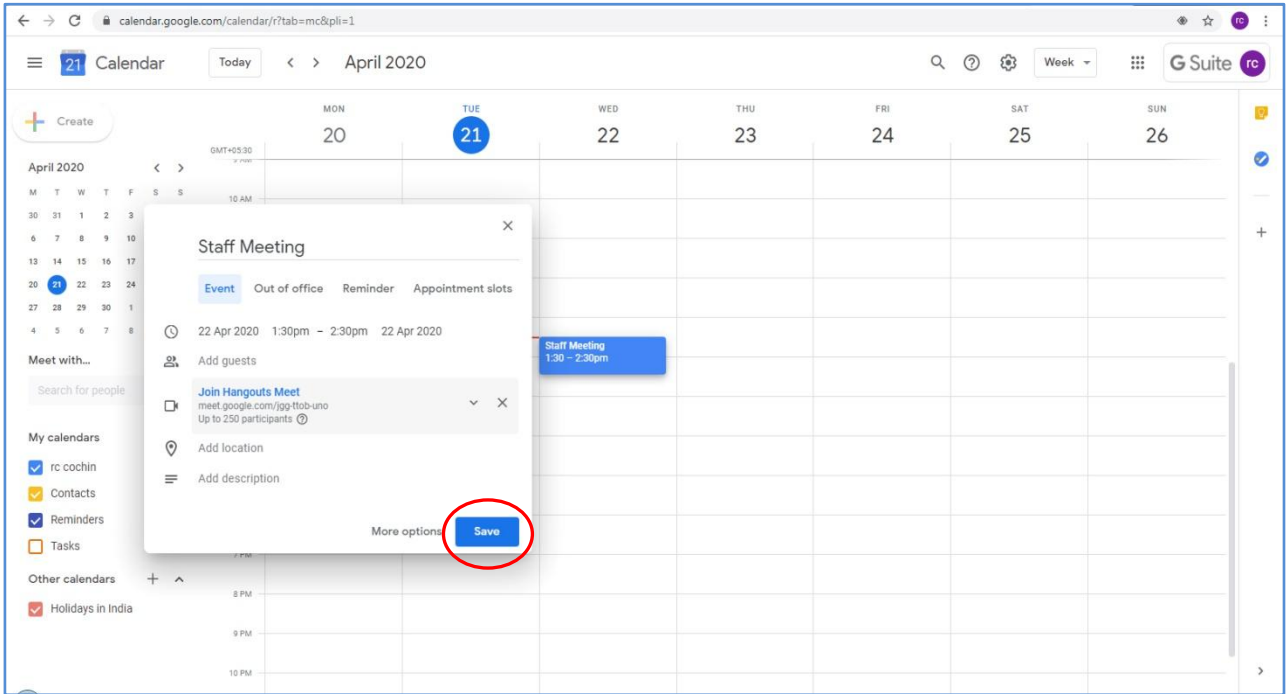 calendar.google.com/calendar/r?tab=mc&pli=1
rc
21 Calendar Today April 2020 Week G Suite rc
Create
MON TUE WED THU FRI SAT SUN
20 21 22 23 24 25 26
GMT+05:30
April 2020
M T W T F S S
30 31 1 2 3
6 7 8 9 10
13 14 15 16 17
20 21 22 23 24
27 28 29 30 1
4 5 6 7 8
Meet with...
Search for people
My calendars
rc cochin
Contacts
Reminders
Tasks
Other calendars
Holidays in India
10 AM
Staff Meeting
Event Out of office Reminder Appointment slots
22 Apr 2020 1:30pm – 2:30pm 22 Apr 2020
Add guests
Join Hangouts Meet
meet.google.com/jgg-ttob-uno
Up to 250 participants
Add location
Add description
More options Save
Staff Meeting
1:30 – 2:30pm
8 PM
9 PM
10 PM